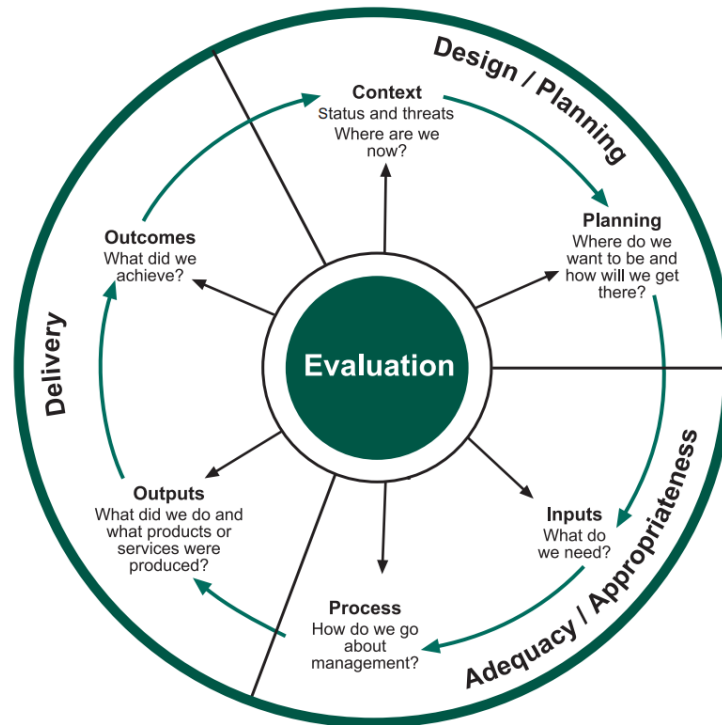 Design / Planning
Context
Status and threats
Where are we
now?
Planning
Where do we
want to be and
how will we get
there?
Outcomes
What did we
achieve?
Delivery
Evaluation
Outputs
What did we do and
what products or
services were
produced?
Inputs
What do
we need?
Process
How do we go
about
management?
Adequacy / Appropriateness